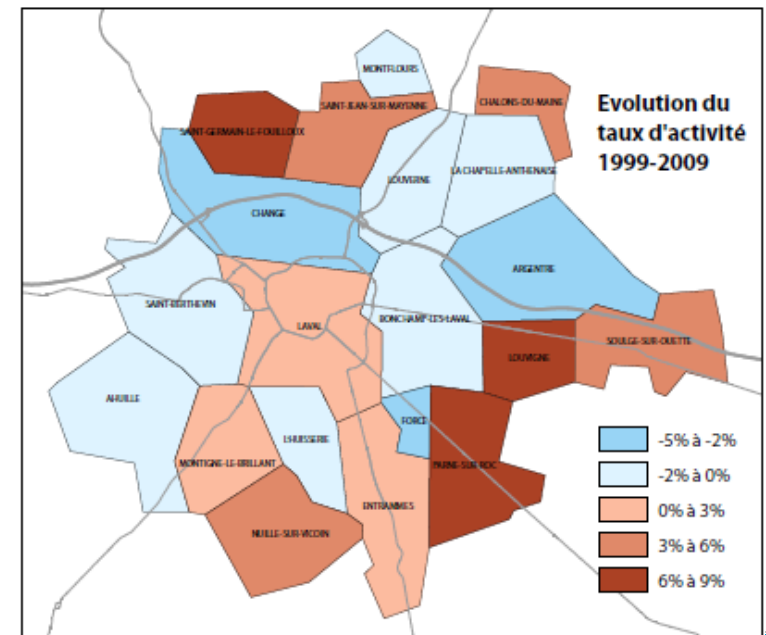 MONTFLOURS
SAINT-JEAN-SUR-MAYENNE
CHALONS-DU-MAINE
Evolution du
taux d'activité
1999-2009
SAINT-GERMAIN-LE-FOUILLOUX
LOUVERNE
LA CHAPELLE-ANTHENAISE
CHANGE
ARGENTRE
SAINT-BERTHEVIN
LAVAL
BONCHAMP-LES-LAVAL
LOUVIGNE
SOULGE-SUR-OUETTE
AHUILLE
FORCE
L'HUISSERIE
MONTIGNE-LE-BRILLANT
PARNE-SUR-ROC
ENTRAMMES
NUILLE-SUR-VICOIN
-5% à -2%
-2% à 0%
0% à 3%
3% à 6%
6% à 9%